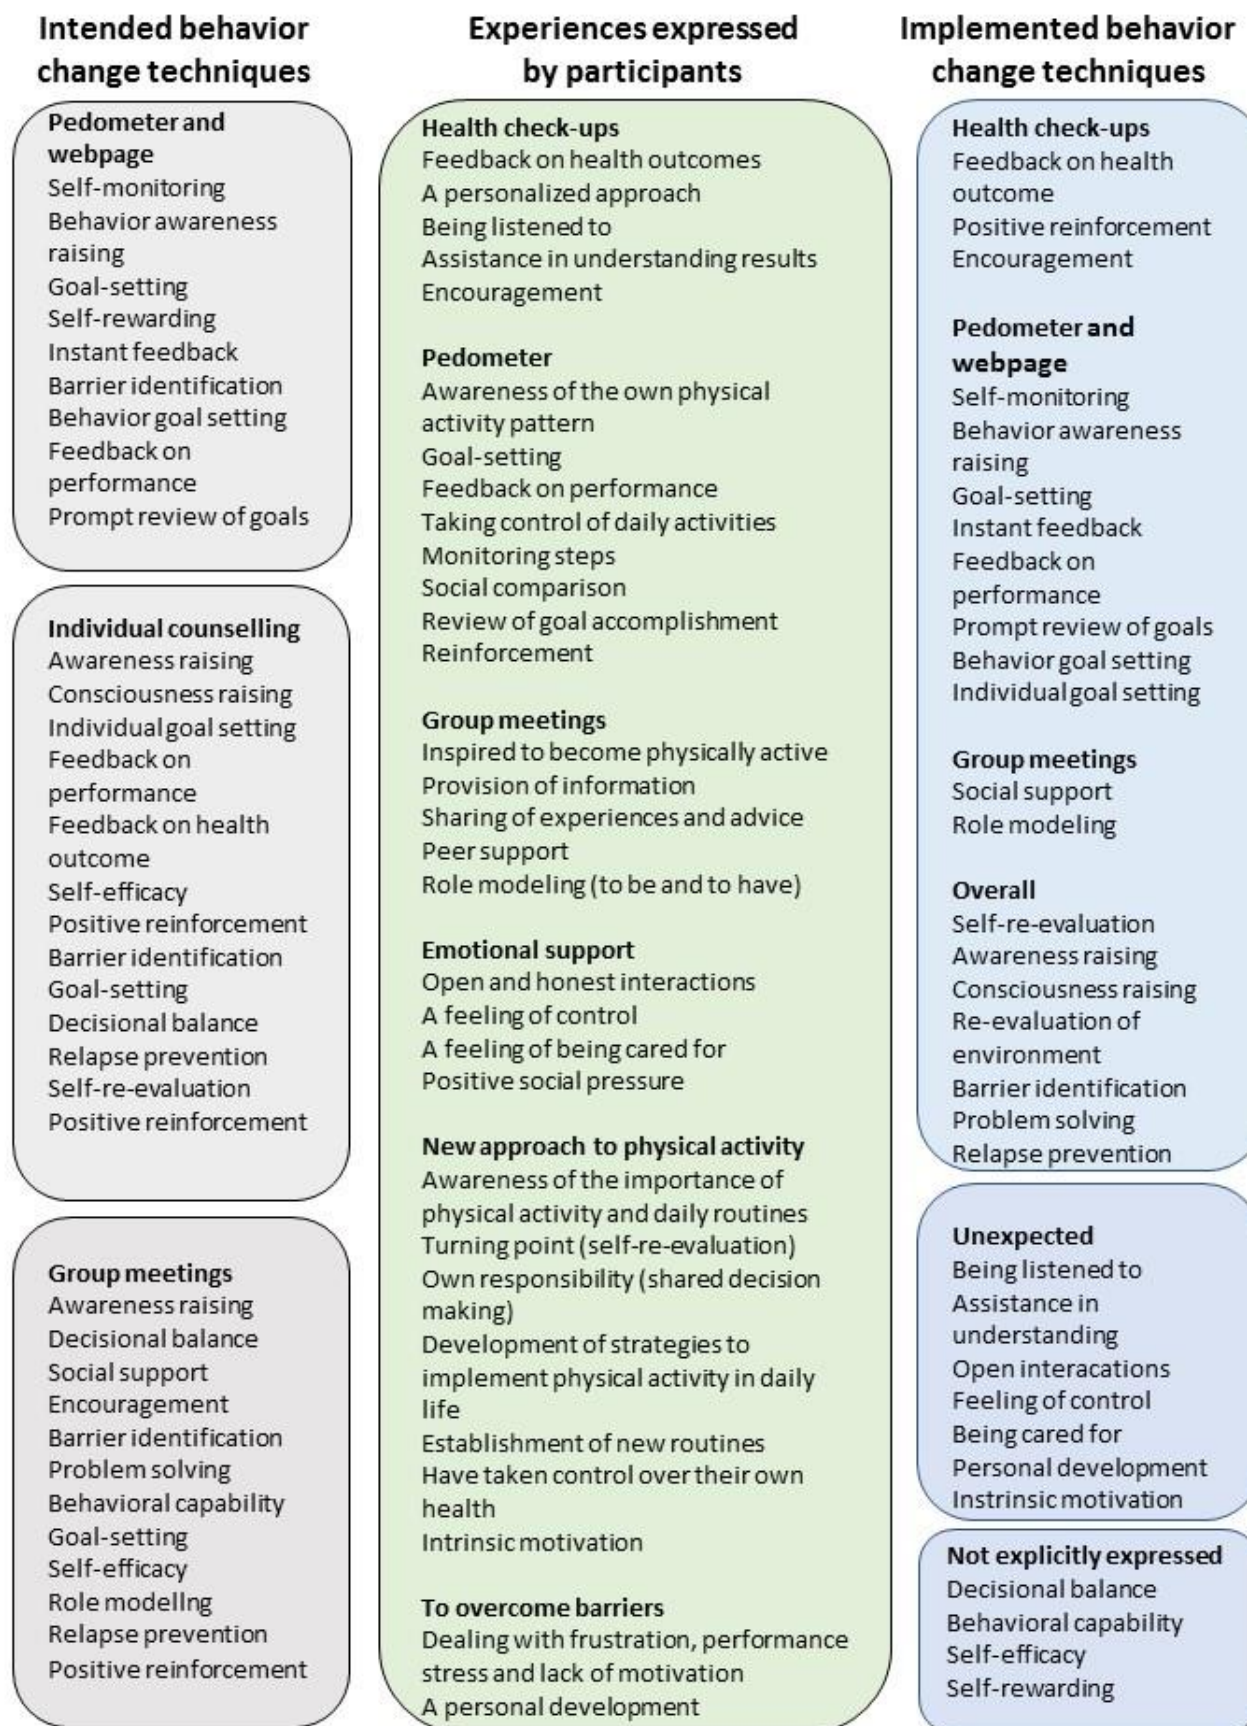 Intended behavior
change techniques
Pedometer and
webpage
Self-monitoring
Behavior awareness
raising
Goal-setting
Self-rewarding
Instant feedback
Barrier identification
Behavior goal setting
Feedback on
performance
Prompt review of goals
Individual counselling
Awareness raising
Consciousness raising
Individual goal setting
Feedback on
performance
Feedback on health
outcome
Self-efficacy
Positive reinforcement
Barrier identification
Goal-setting
Decisional balance
Relapse prevention
Self-re-evaluation
Positive reinforcement
Group meetings
Awareness raising
Decisional balance
Social support
Encouragement
Barrier identification
Problem solving
Behavioral capability
Goal-setting
Self-efficacy
Role modellng
Relapse prevention
Positive reinforcement
Experiences expressed
by participants
Health check-ups
Feedback on health outcomes
A personalized approach
Being listened to
Assistance in understanding results
Encouragement
Pedometer
Awareness of the own physical
activity pattern
Goal-setting
Feedback on performance
Taking control of daily activities
Monitoring steps
Social comparison
Review of goal accomplishment
Reinforcement
Group meetings
Inspired to become physically active
Provision of information
Sharing of experiences and advice
Peer support
Role modeling (to be and to have)
Emotional support
Open and honest interactions
A feeling of control
A feeling of being cared for
Positive social pressure
New approach to physical activity
Awareness of the importance of
physical activity and daily routines
Turning point (self-re-evaluation)
Own responsibility (shared decision
making)
Development of strategies to
implement physical activity in daily
life
Establishment of new routines
Have taken control over their own
health
Intrinsic motivation
To overcome barriers
Dealing with frustration, performance
stress and lack of motivation
A personal development
Implemented behavior
change techniques
Health check-ups
Feedback on health
outcome
Positive reinforcement
Encouragement
Pedometer and
webpage
Self-monitoring
Behavior awareness
raising
Goal-setting
Instant feedback
Feedback on
performance
Prompt review of goals
Behavior goal setting
Individual goal setting
Group meetings
Social support
Role modeling
Overall
Self-re-evaluation
Awareness raising
Consciousness raising
Re-evaluation of
environment
Barrier identification
Problem solving
Relapse prevention
Unexpected
Being listened to
Assistance in
understanding
Open interacations
Feeling of control
Being cared for
Personal development
Instrinsic motivation
Not explicitly expressed
Decisional balance
Behavioral capability
Self-efficacy
Self-rewarding